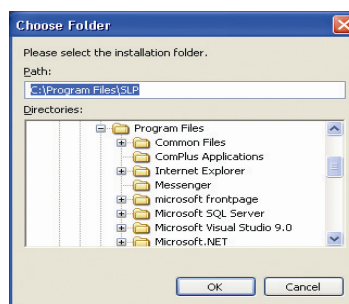 Choose Folder
Please select the installation folder.
Path:
C:\Program Files\SLP
Directories:
Program Files
Common Files
ComPlus Applications
Internet Explorer
Messenger
microsoft frontpage
Microsoft SQL Server
Microsoft Visual Studio 9.0
Microsoft.NET
OK Cancel